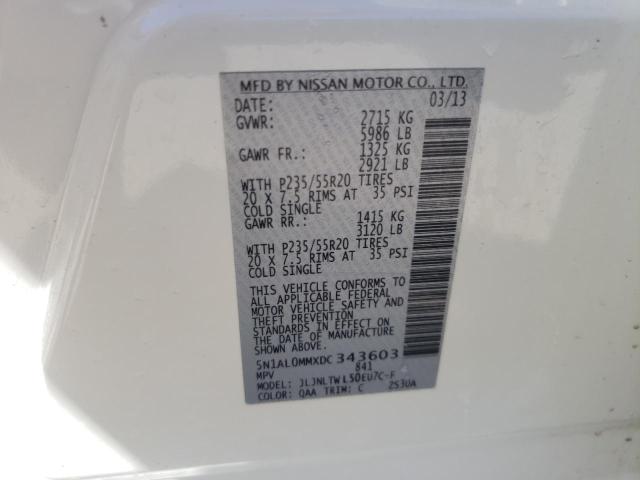 MFD BY NISSAN MOTOR CO., LTD.
DATE: 03/13
GVWR: 2715 KG
5986 LB
GAWR FR.: 1325 KG
2921 LB
WITH P235/55R20 TIRES
20 X 7.5 RIMS AT 35 PSI
COLD SINGLE
GAWR RR.: 1415 KG
3120 LB
WITH P235/55R20 TIRES
20 X 7.5 RIMS AT 35 PSI
COLD SINGLE
THIS VEHICLE CONFORMS TO
ALL APPLICABLE FEDERAL
MOTOR VEHICLE SAFETY AND
THEFT PREVENTION
STANDARDS IN EFFECT ON
THE DATE OF MANUFACTURE
SHOWN ABOVE.
5N1AL0MMXDC 343603
MPV 841
MODEL: JLJNLTWL50EU7C-F
COLOR: QAA TRIM: C 2S3UA